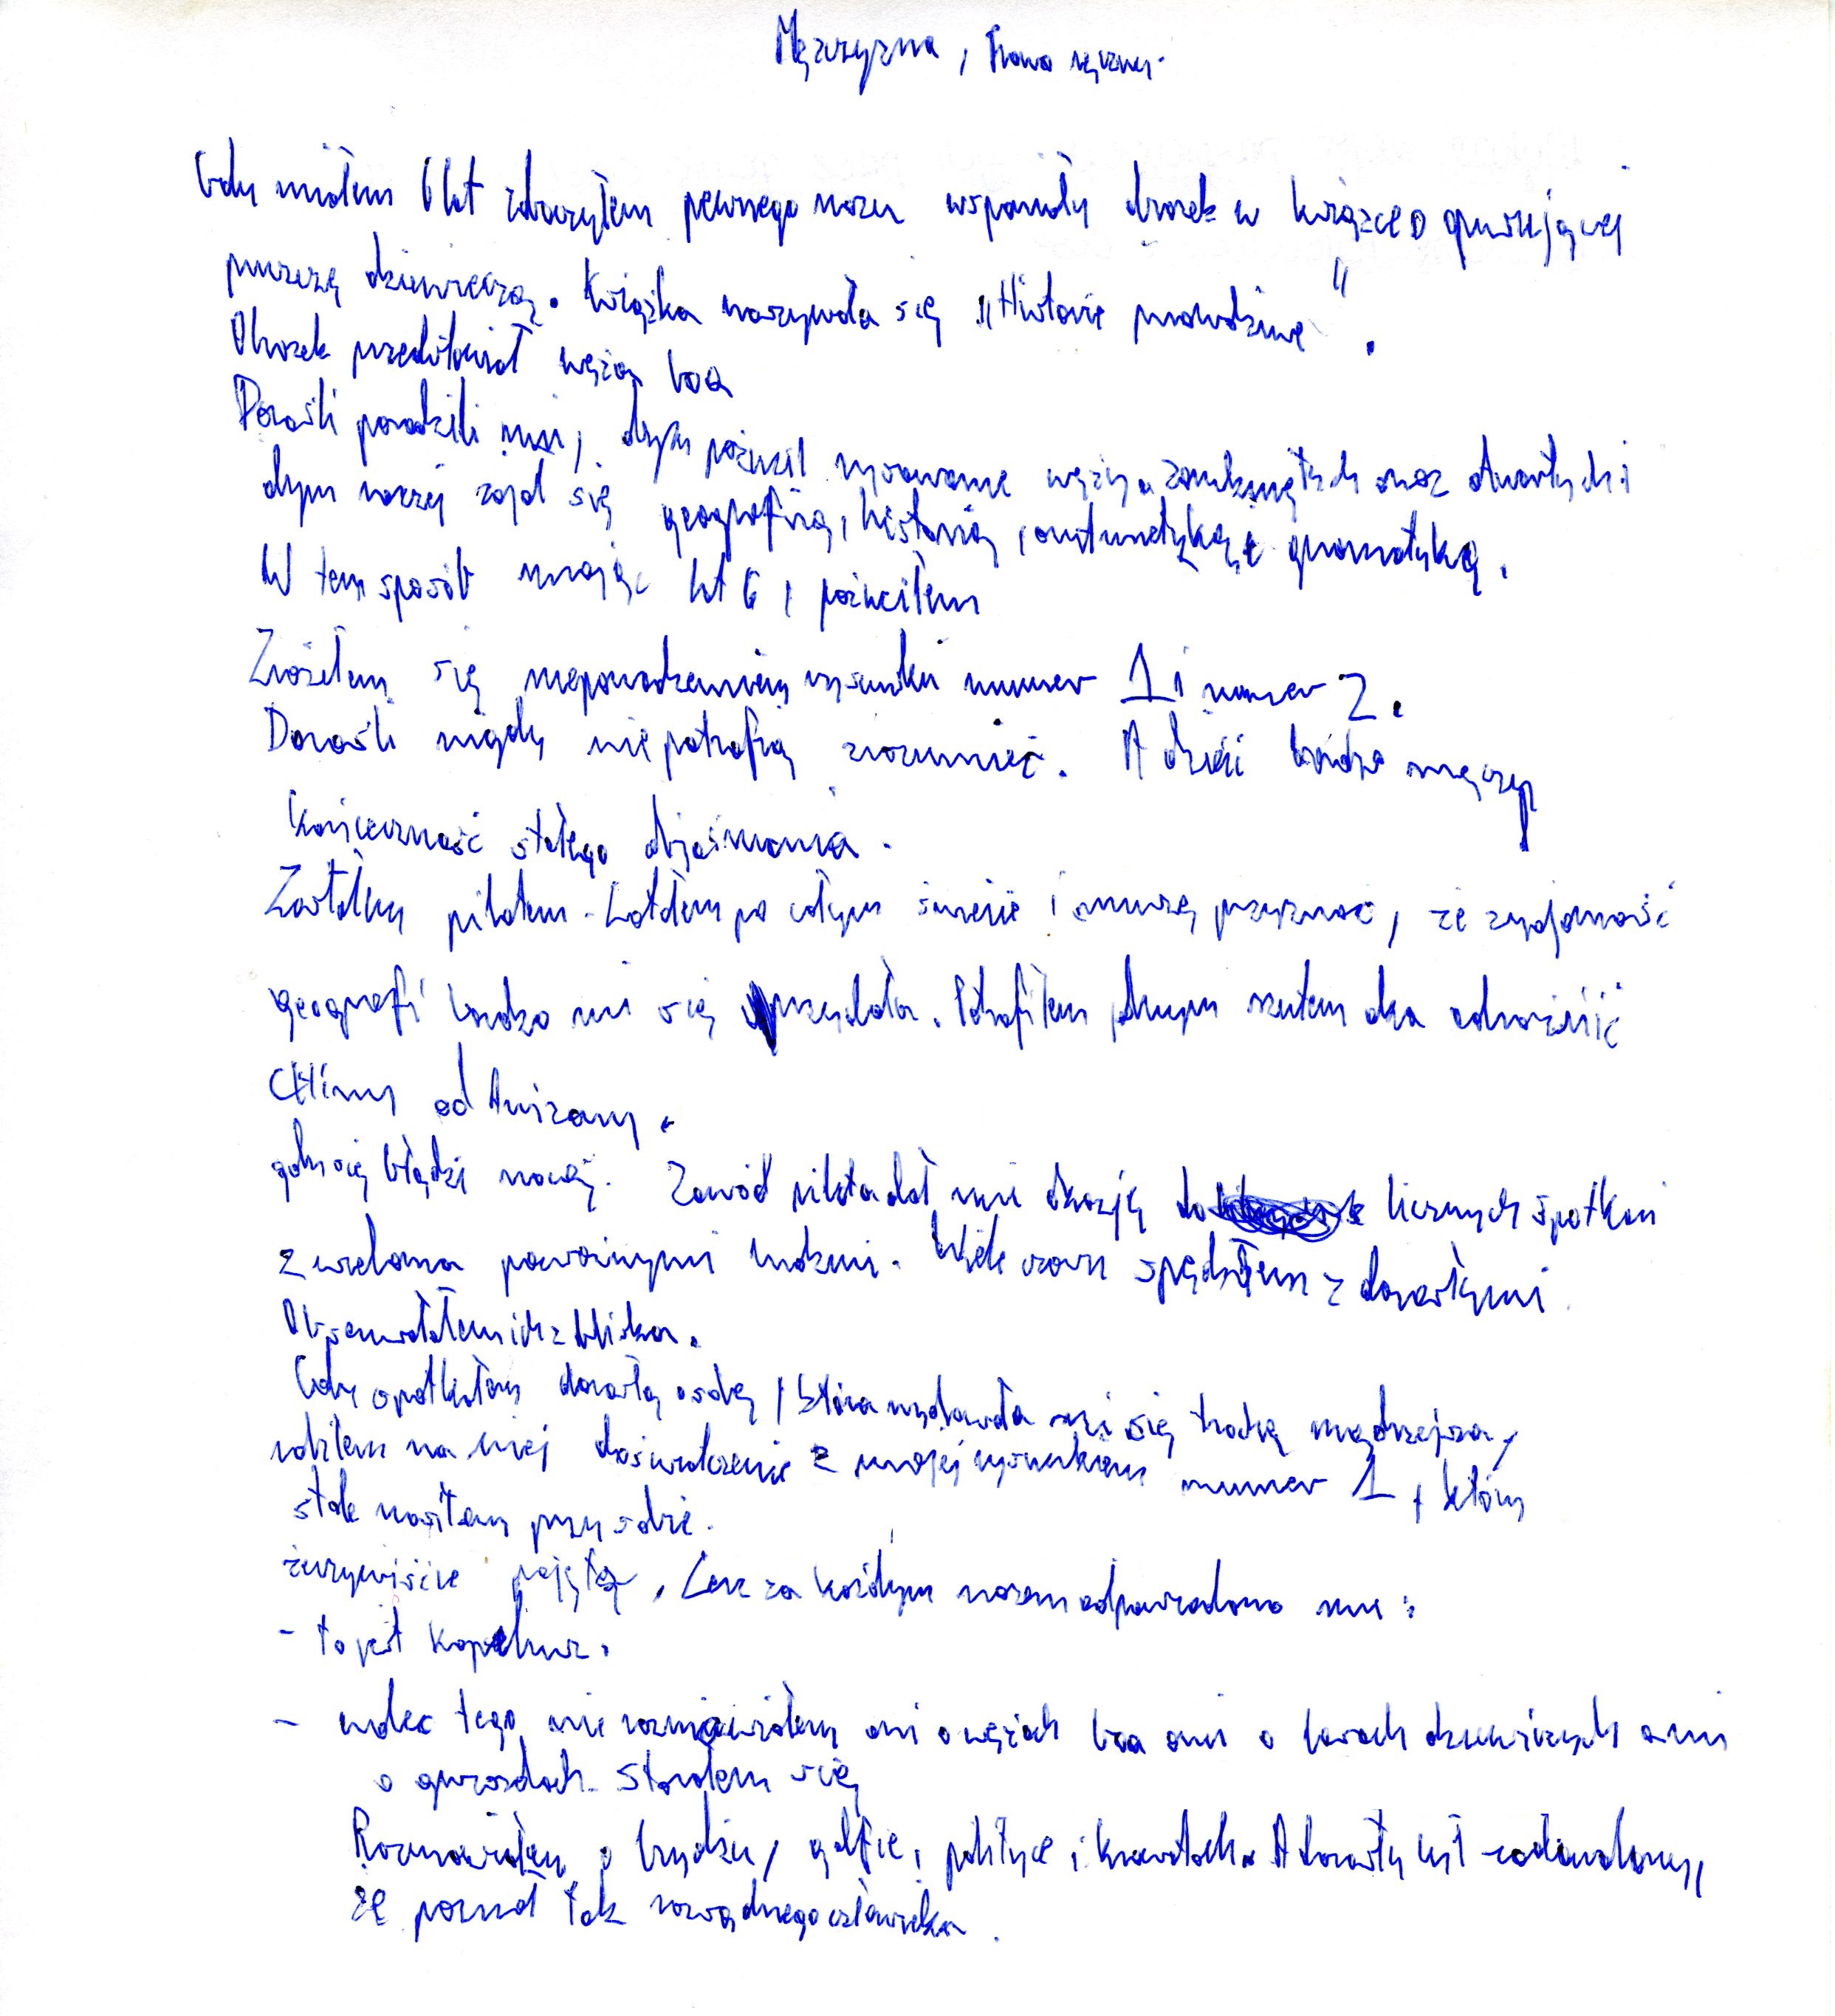 Mężczyzna, Prawo ręczny.
Gdy miałem 6 lat zobaczyłem pewnego razu wspaniały obrazek w książce opisującej
puszczę dziewiczą. Książka nazywała się "Historie prawdziwe".
Obrazek przedstawiał węża boa
Dorośli poradzili mi, abym porzucił rysowanie węży zamkniętych oraz otwartych i
abym raczej zajął się geografią, historią, arytmetyką i gramatyką.
W ten sposób mając lat 6, porzuciłem
Zraziłem się niepowodzeniem rysunku numer 1 i numer 2.
Dorośli nigdy nie potrafią zrozumieć. A dzieci bardzo męczy
konieczność stałego objaśniania.
Zostałem pilotem. Latałem po całym świecie i muszę przyznać, że znajomość
geografi bardzo mi się przydała. Potrafiłem jednym rzutem oka odróżnić
CHiny od Arizony.
gdy się błądzi nocą. Zawód pilota dał mi okazję do licznych spotkań
z wieloma poważnymi ludźmi. Wiele czasu spędziłem z dorosłymi.
Obserwowałem ich z bliska.
Gdy spotkałem dorosłą osobę, która wydawała mi się trochę mądrzejsza,
robiłem na niej doświadczenie z moim rysunkiem numer 1, który
stale nosiłem przy sobie.
rzeczywiście pojętą. Lecz za każdym razem odpowiadano mi:
- to jest kapelusz.
- wobec tego nie rozmawiałem ani o wężach boa ani o lasach dziewiczych ani
o gwiazdach. Starałem się
Rozmawiałem o brydżu, golfie, polityce i krawatach. A dorosły był zadowolony,
że poznał tak rozsądnego człowieka.